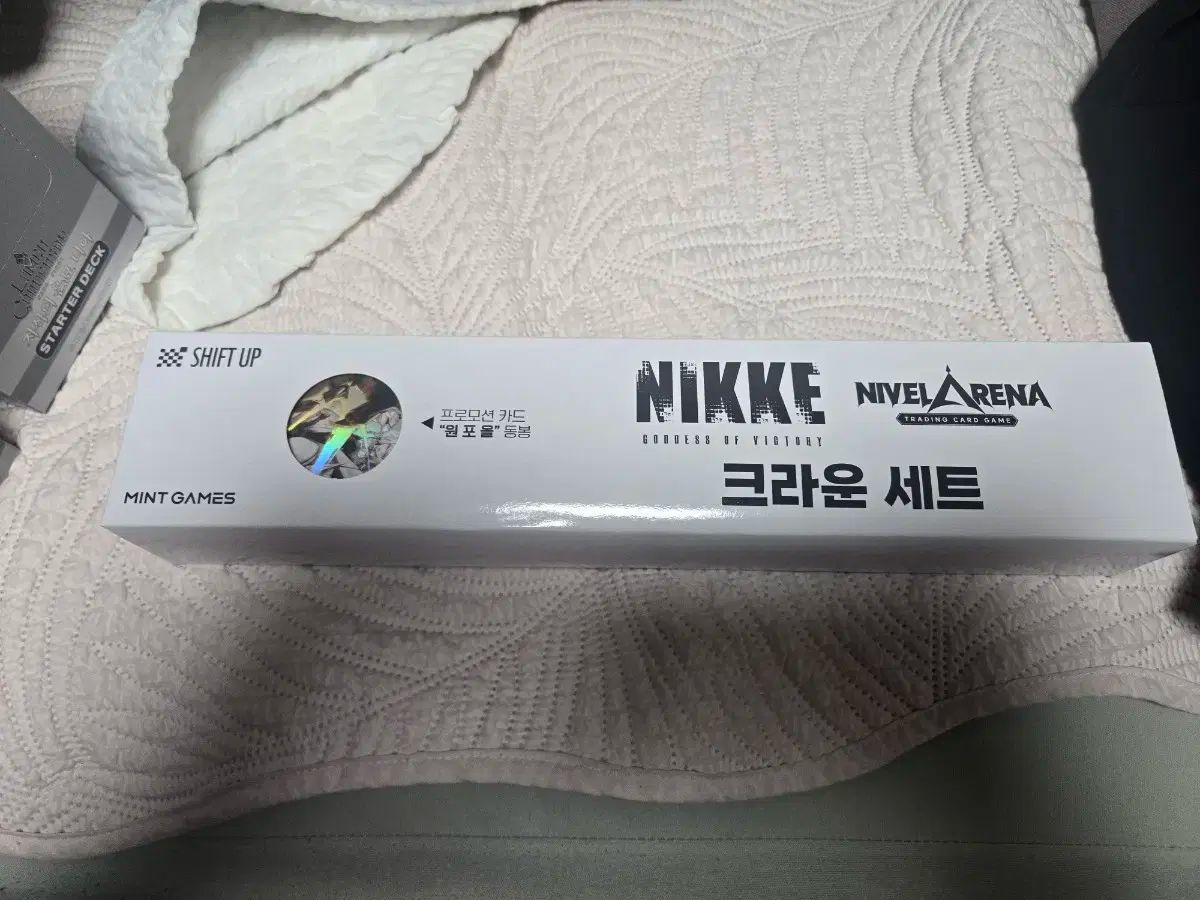 SHIFT UP
프로모션 카드
"원 포 올" 동봉
MINT GAMES
NIKKE
GODDESS OF VICTORY
NIVEL ARENA
TRADING CARD GAME
크라운 세트
STARTER DECK